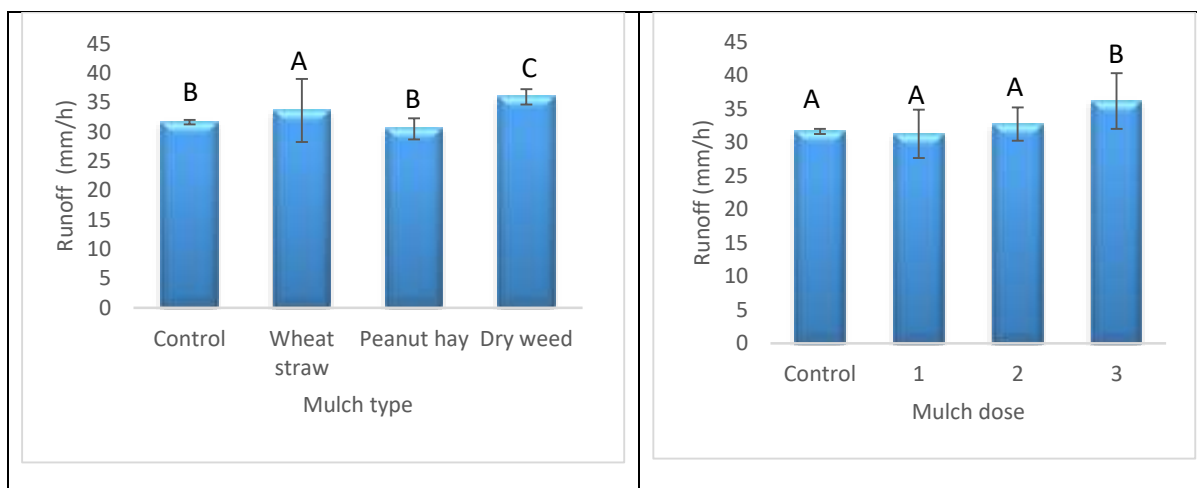 45
40
35
30
25
20
15
10
5
0
Runoff (mm/h)
B
A
B
C
Control
Wheat
straw
Peanut hay
Dry weed
Mulch type
45
40
35
30
25
20
15
10
5
0
Runoff (mm/h)
A
A
A
B
Control
1
2
3
Mulch dose